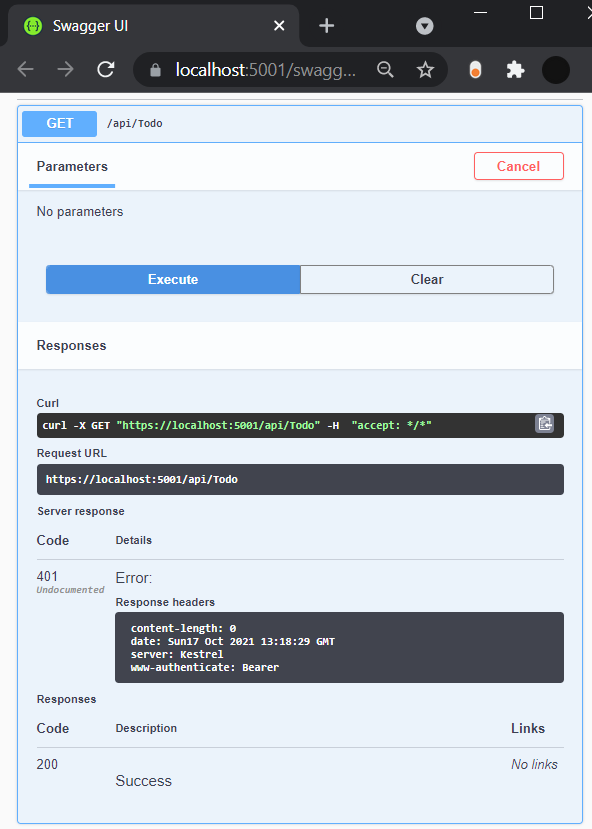 Swagger UI
localhost:5001/swagg...
GET /api/Todo
Parameters
Cancel
No parameters
Execute
Clear
Responses
Curl
curl -X GET "https://localhost:5001/api/Todo" -H  "accept: */*"
Request URL
https://localhost:5001/api/Todo
Server response
Code Details
401 Error:
Undocumented
Response headers
content-length: 0
date: Sun17 Oct 2021 13:18:29 GMT
server: Kestrel
www-authenticate: Bearer
Responses
Code Description Links
200 No links
Success